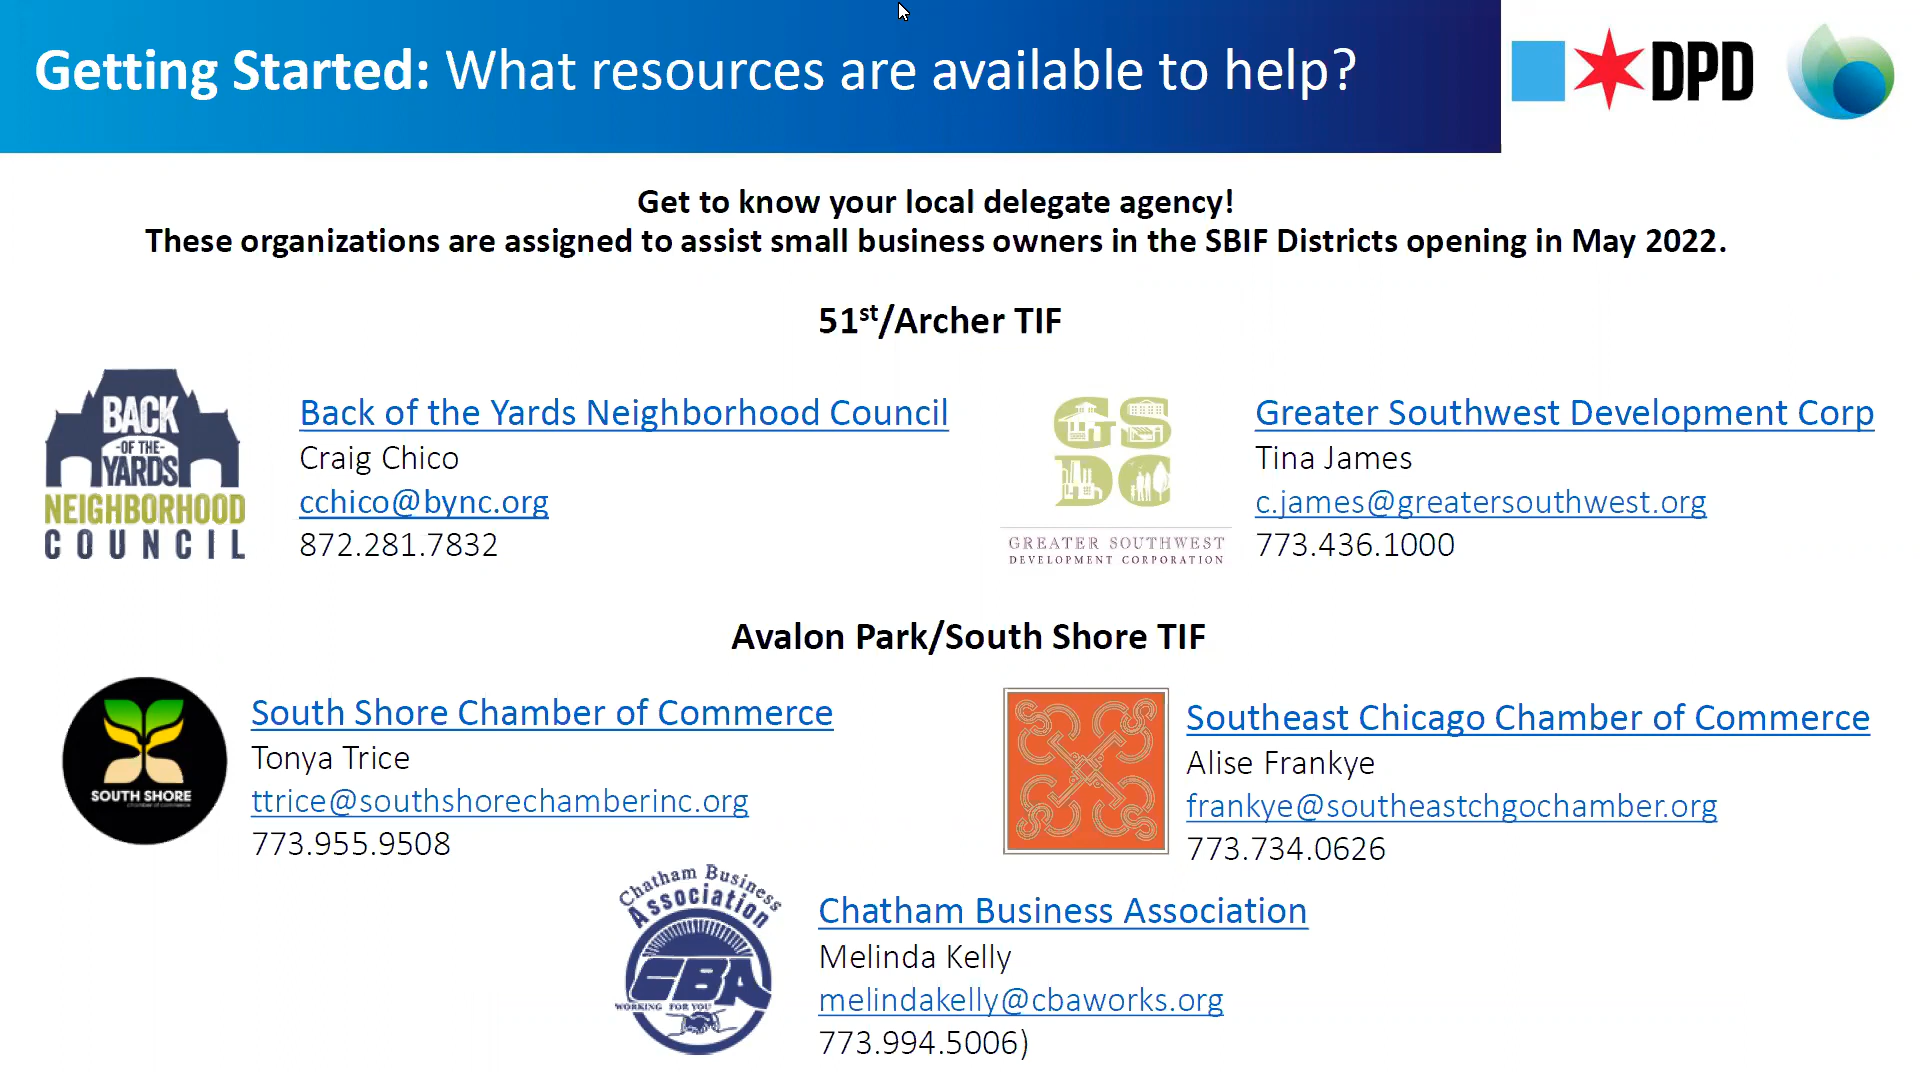 Getting Started: What resources are available to help?
DPD
Get to know your local delegate agency!
These organizations are assigned to assist small business owners in the SBIF Districts opening in May 2022.
51st/Archer TIF
BACK
-OF THE-
YARDS
NEIGHBORHOOD
COUNCIL
Back of the Yards Neighborhood Council
Craig Chico
cchico@bync.org
872.281.7832
GS
DC
GREATER SOUTHWEST
DEVELOPMENT CORPORATION
Greater Southwest Development Corp
Tina James
c.james@greatersouthwest.org
773.436.1000
Avalon Park/South Shore TIF
SOUTH SHORE
chamber of commerce
South Shore Chamber of Commerce
Tonya Trice
ttrice@southshorechamberinc.org
773.955.9508
Southeast Chicago Chamber of Commerce
Alise Frankye
frankye@southeastchgochamber.org
773.734.0626
Chatham Business
Association
CBA
WORKING FOR YOU
Chatham Business Association
Melinda Kelly
melindakelly@cbaworks.org
773.994.5006)